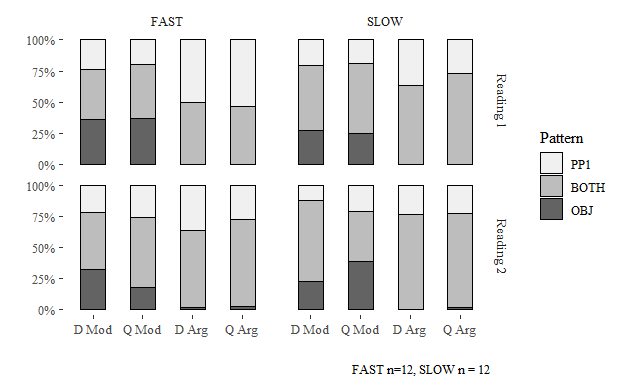 FAST SLOW
100%
75%
50%
25%
0%
Reading 1
100%
75%
50%
25%
0%
Reading 2
D Mod Q Mod D Arg Q Arg D Mod Q Mod D Arg Q Arg
Pattern
PP1
BOTH
OBJ
FAST n=12, SLOW n = 12